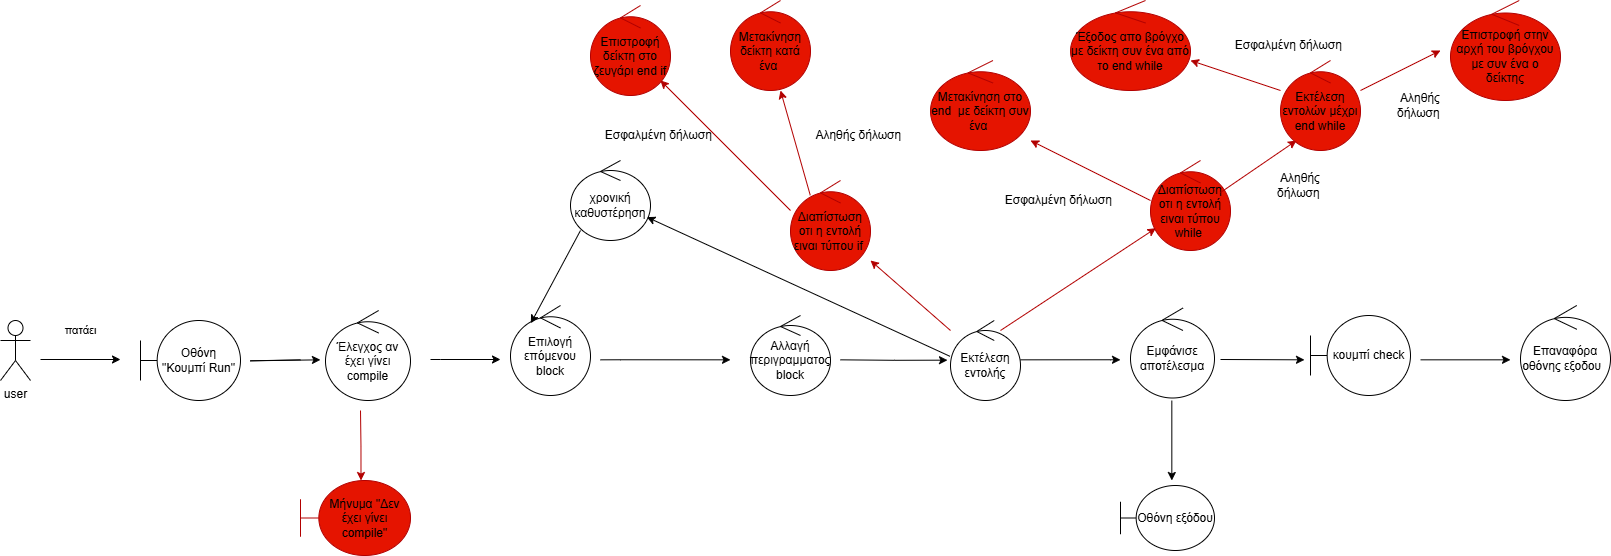 Επιστροφή
δείκτη στο
ζευγάρι end if
Μετακίνηση
δείκτη κατά
ένα
Εσφαλμένη δήλωση
Αληθής δήλωση
Διαπίστωση
οτι η εντολή
ειναι τύπου if
χρονική
καθυστέρηση
Έξοδος απο βρόγχο
με δείκτη συν ένα από
το end while
Εσφαλμένη δήλωση
Επιστροφή στην
αρχή του βρόγχου
με συν ένα ο
δείκτης
Αληθής
δήλωση
Μετακίνηση στο
end με δείκτη συν
ένα
Εκτέλεση
εντολών μέχρι
end while
Αληθής
δήλωση
Εσφαλμένη δήλωση
Διαπίστωση
οτι η εντολή
ειναι τύπου
while
user
πατάει
Οθόνη
"Κουμπί Run"
Έλεγχος αν
έχει γίνει
compile
Επιλογή
επόμενου
block
Αλλαγή
περιγραμματος
block
Εκτέλεση
εντολής
Εμφάνισε
αποτέλεσμα
κουμπί check
Επαναφόρα
οθόνης εξοδου
Μήνυμα "Δεν
έχει γίνει
compile"
Οθόνη εξόδου